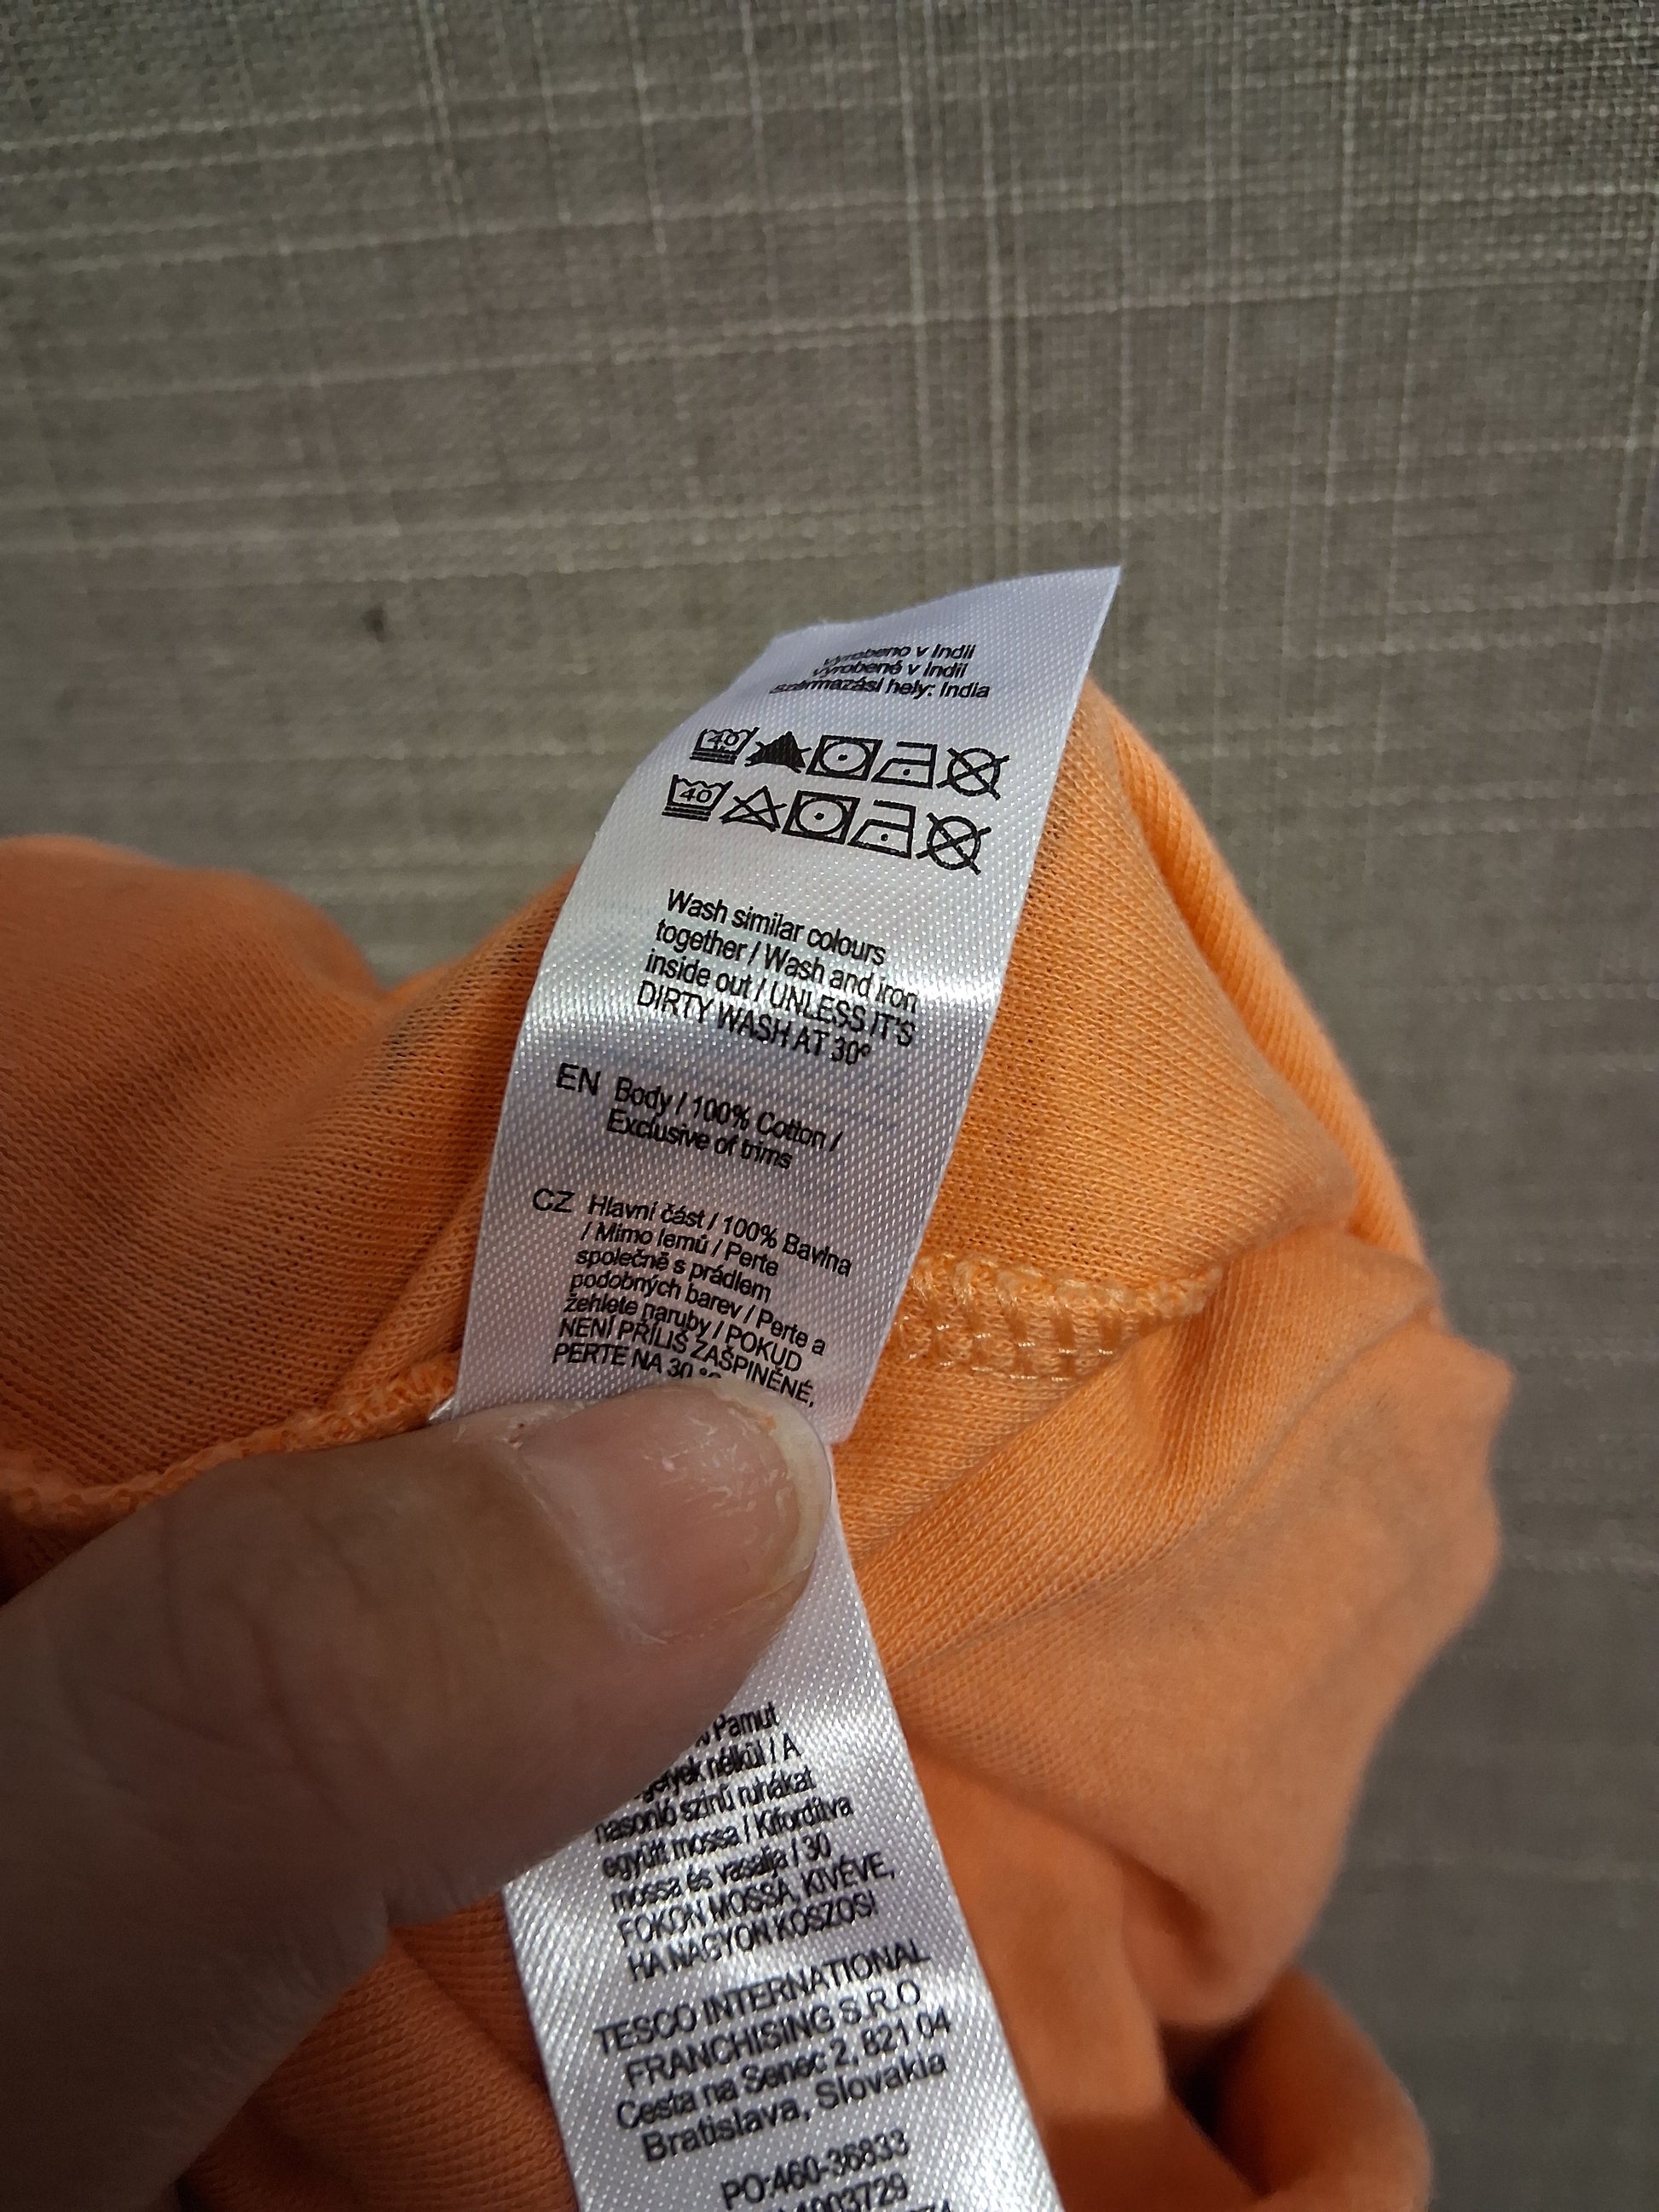 Vyrobeno v Indii
Vyrobené v Indii
Származási hely: India
40
40
Wash similar colours
together / Wash and iron
inside out / UNLESS IT'S
DIRTY WASH AT 30º
EN Body / 100% Cotton /
Exclusive of trims
CZ Hlavní část / 100% Bavlna
/ Mimo lemů / Perte
společně s prádlem
podobných barev / Perte a
žehlete naruby / POKUD
NENÍ PŘÍLIŠ ZAŠPINĚNÉ,
PERTE NA 30
Pamut
nélkül / A
hasonló színű ruhákat
együtt mossa / Kifordítva
mossa és vasalja / 30
FOKON MOSSA, KIVÉVE,
HA NAGYON KOSZOS!
TESCO INTERNATIONAL
FRANCHISING S.R.O
Cesta na Senec 2, 821 04
Bratislava, Slovakia
PO:460-36833